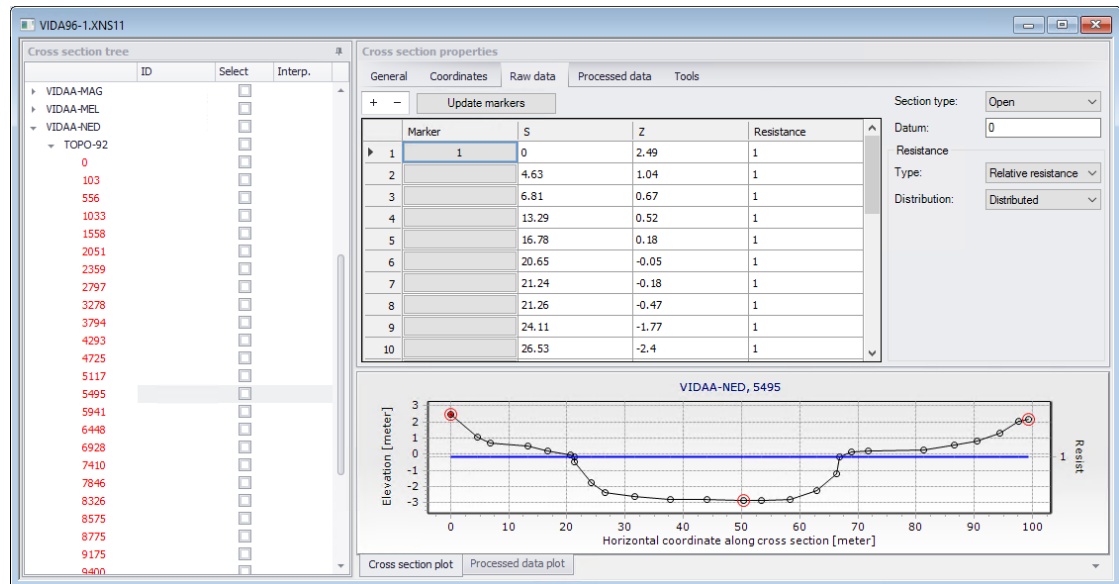 VIDA96-1.XNS11
Cross section tree
ID Select Interp.
VIDAA-MAG
VIDAA-MEL
VIDAA-NED
TOPO-92
0
103
556
1033
1558
2051
2359
2797
3278
3794
4293
4725
5117
5495
5941
6448
6928
7410
7846
8326
8575
8775
9175
9400
Cross section properties
General Coordinates Raw data Processed data Tools
+ − Update markers
Marker S Z Resistance
1 1 0 2.49 1
2 4.63 1.04 1
3 6.81 0.67 1
4 13.29 0.52 1
5 16.78 0.18 1
6 20.65 -0.05 1
7 21.24 -0.18 1
8 21.26 -0.47 1
9 24.11 -1.77 1
10 26.53 -2.4 1
Section type: Open
Datum: 0
Resistance
Type: Relative resistance
Distribution: Distributed
VIDAA-NED, 5495
Elevation [meter]
3
2
1
0
-1
-2
-3
1
Resist
0 10 20 30 40 50 60 70 80 90 100
Horizontal coordinate along cross section [meter]
Cross section plot Processed data plot